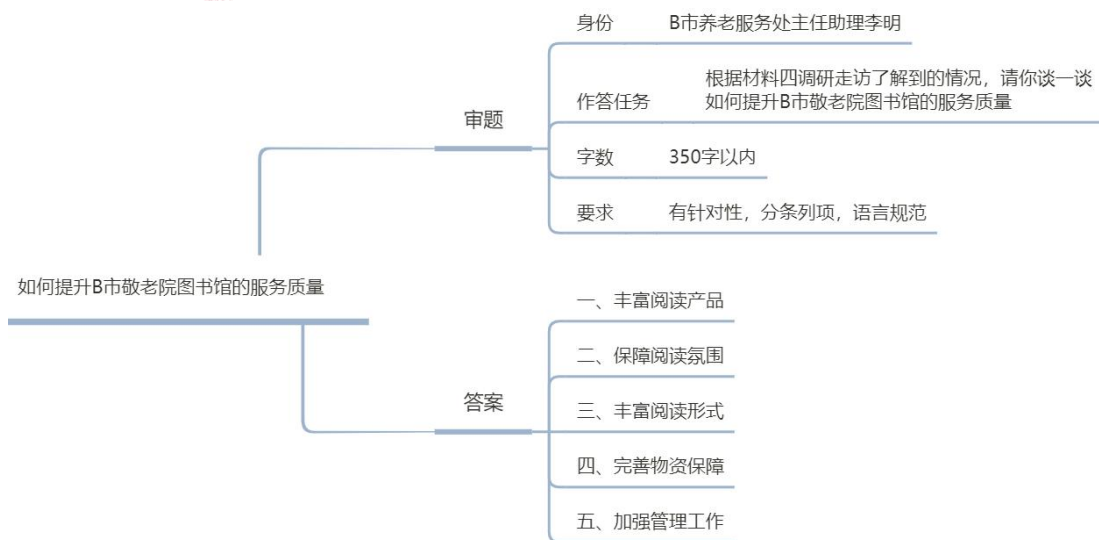 如何提升B市敬老院图书馆的服务质量
审题
身份 B市养老服务处主任助理李明
作答任务 根据材料四调研走访了解到的情况，请你谈一谈
如何提升B市敬老院图书馆的服务质量
字数 350字以内
要求 有针对性，分条列项，语言规范
答案
一、丰富阅读产品
二、保障阅读氛围
三、丰富阅读形式
四、完善物资保障
五、加强管理工作